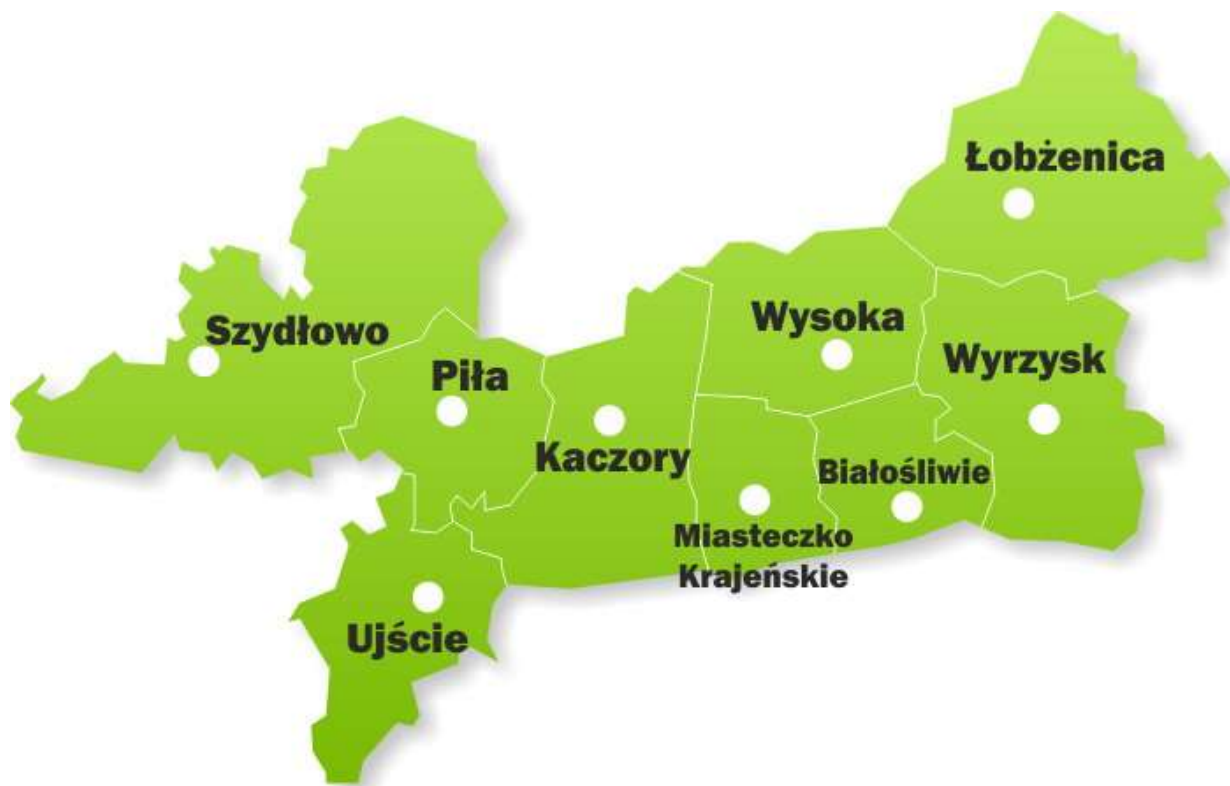 Łobżenica
Wysoka
Szydłowo
Wyrzysk
Piła
Kaczory
Białośliwie
Miasteczko
Krajeńskie
Ujście